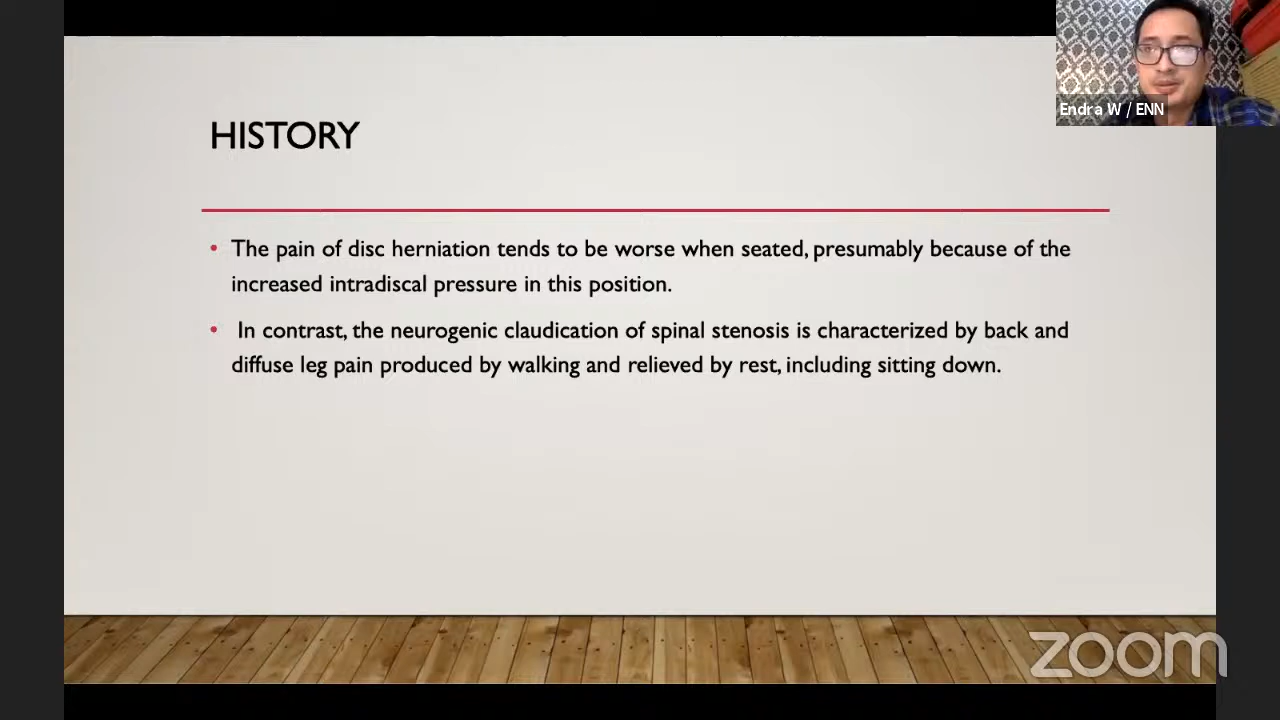 Endra W / ENN
HISTORY
• The pain of disc herniation tends to be worse when seated, presumably because of the
increased intradiscal pressure in this position.
• In contrast, the neurogenic claudication of spinal stenosis is characterized by back and
diffuse leg pain produced by walking and relieved by rest, including sitting down.
zoom